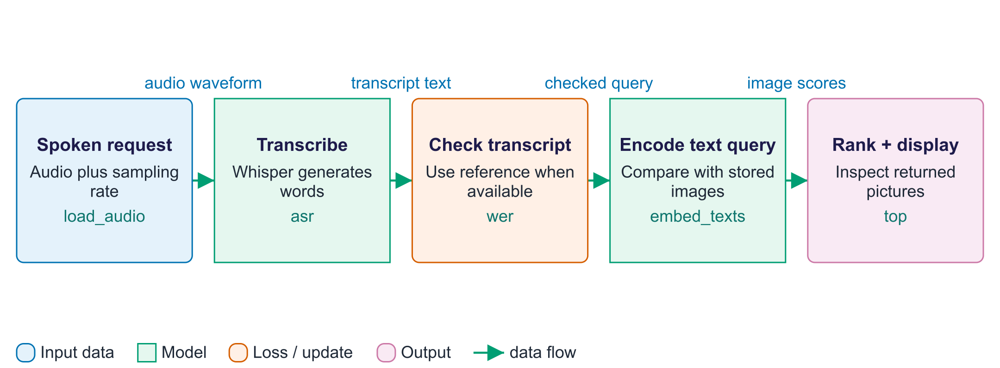 audio waveform
transcript text
checked query
image scores
Spoken request
Audio plus sampling
rate
load_audio
Transcribe
Whisper generates
words
asr
Check transcript
Use reference when
available
wer
Encode text query
Compare with stored
images
embed_texts
Rank + display
Inspect returned
pictures
top
Input data
Model
Loss / update
Output
data flow